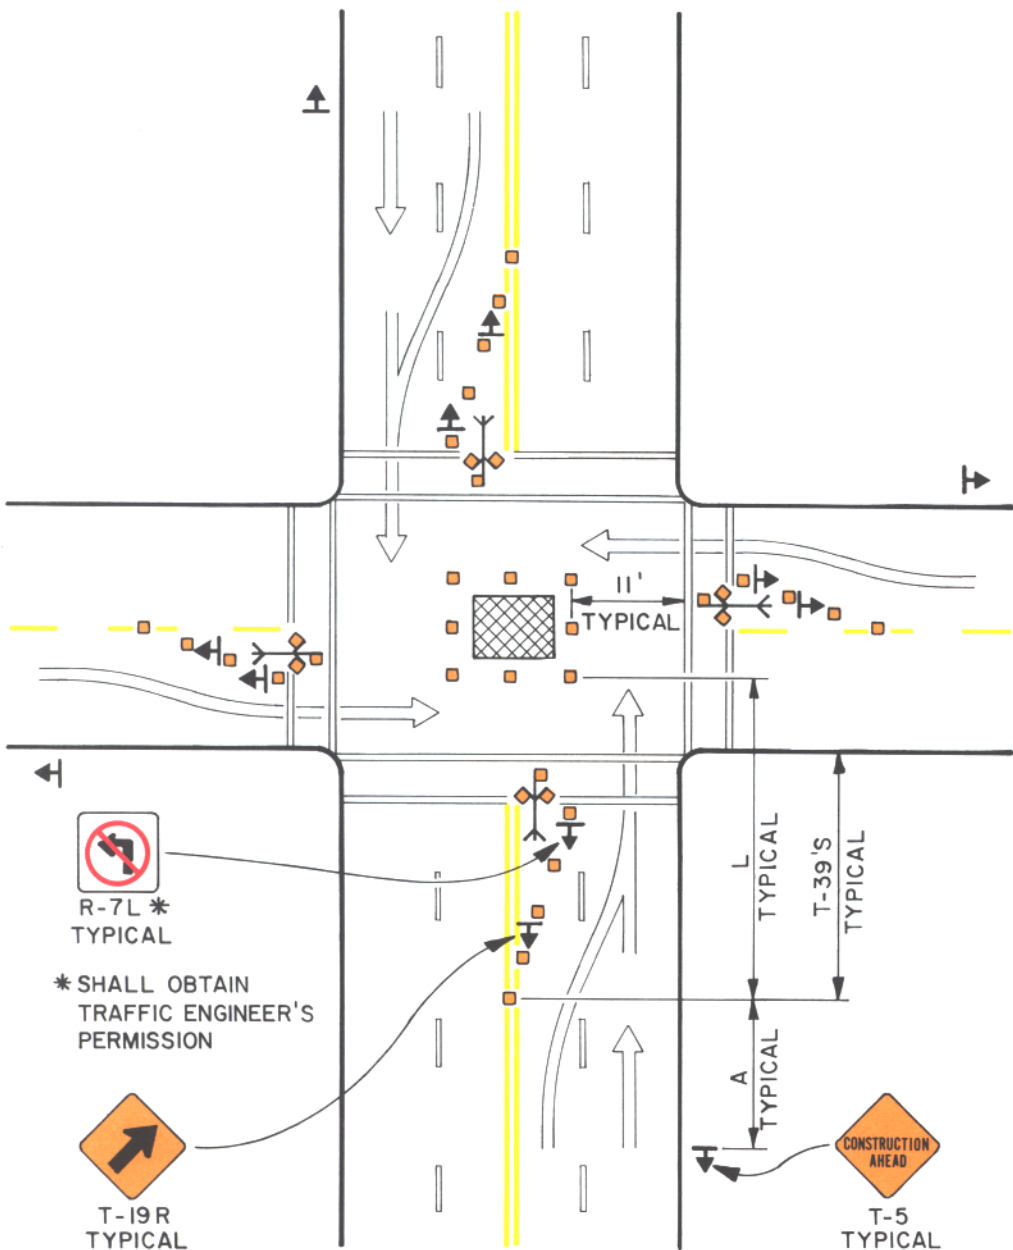 11'
TYPICAL
R-7L *
TYPICAL
* SHALL OBTAIN
TRAFFIC ENGINEER'S
PERMISSION
L
TYPICAL
T-39'S
TYPICAL
A
TYPICAL
CONSTRUCTION
AHEAD
T-19R
TYPICAL
T-5
TYPICAL